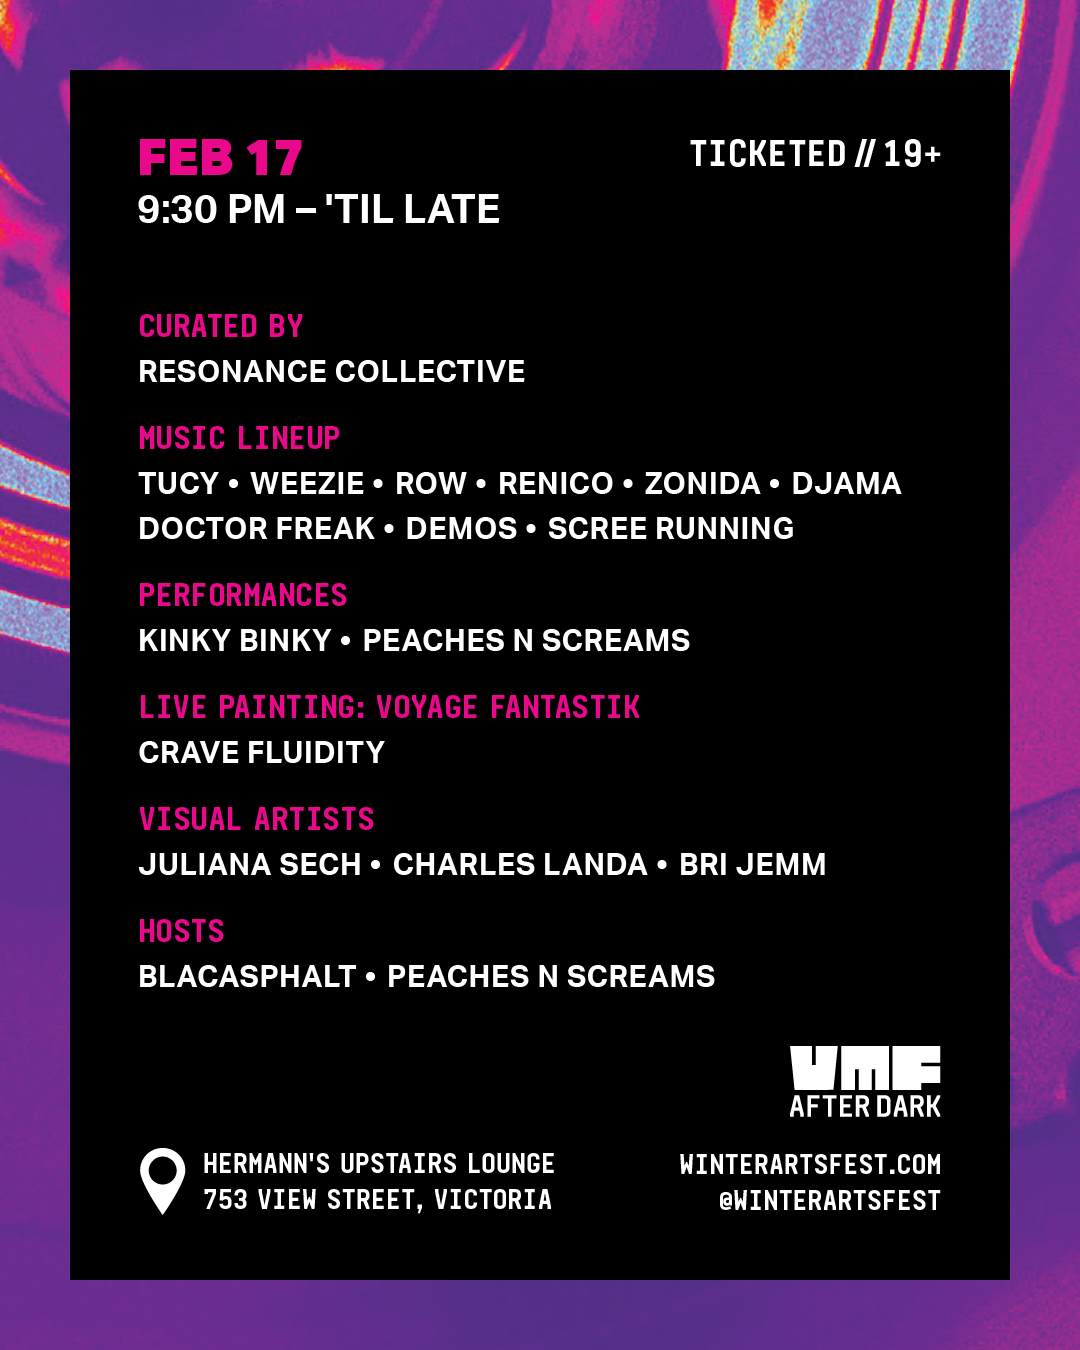 FEB 17
TICKETED // 19+
9:30 PM – 'TIL LATE
CURATED BY
RESONANCE COLLECTIVE
MUSIC LINEUP
TUCY • WEEZIE • ROW • RENICO • ZONIDA • DJAMA
DOCTOR FREAK • DEMOS • SCREE RUNNING
PERFORMANCES
KINKY BINKY • PEACHES N SCREAMS
LIVE PAINTING: VOYAGE FANTASTIK
CRAVE FLUIDITY
VISUAL ARTISTS
JULIANA SECH • CHARLES LANDA • BRI JEMM
HOSTS
BLACASPHALT • PEACHES N SCREAMS
VMF
AFTER DARK
HERMANN'S UPSTAIRS LOUNGE
753 VIEW STREET, VICTORIA
WINTERARTSFEST.COM
@WINTERARTSFEST